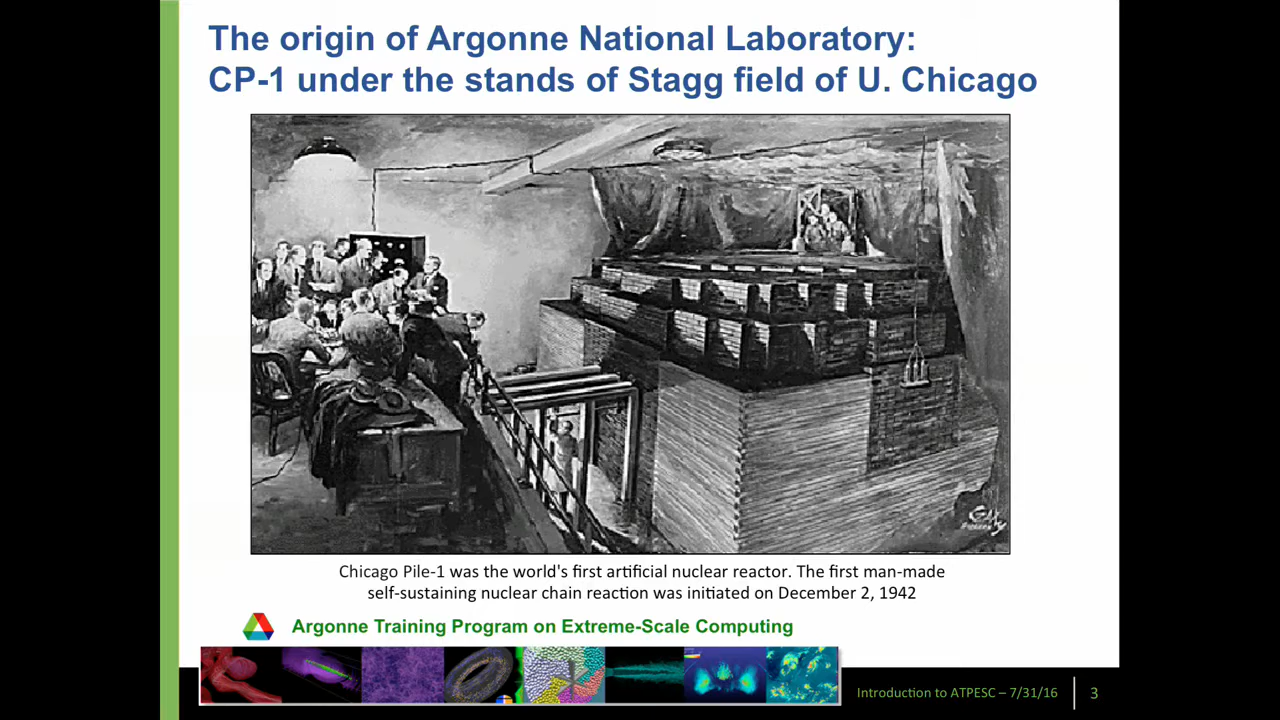 The origin of Argonne National Laboratory:
CP-1 under the stands of Stagg field of U. Chicago
Chicago Pile-1 was the world's first artificial nuclear reactor. The first man-made
self-sustaining nuclear chain reaction was initiated on December 2, 1942
Argonne Training Program on Extreme-Scale Computing
Introduction to ATPESC – 7/31/16
3